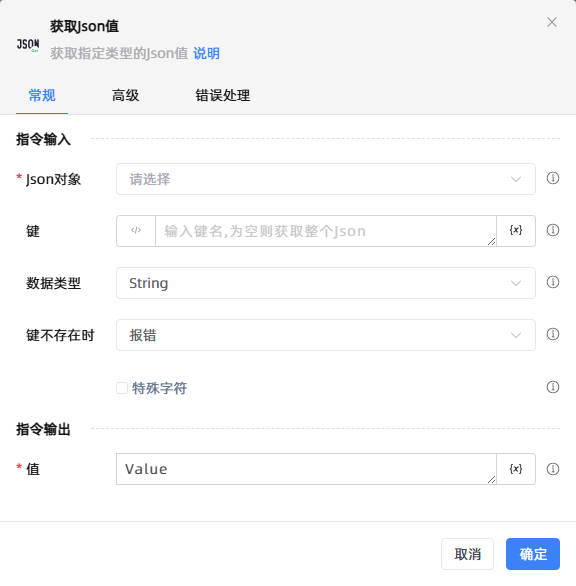 获取Json值
JSON
获取指定类型的Json值 说明
常规 高级 错误处理
指令输入
* Json对象 请选择
键 </> 输入键名,为空则获取整个Json {x}
数据类型 String
键不存在时 报错
特殊字符
指令输出
* 值 Value {x}
取消 确定